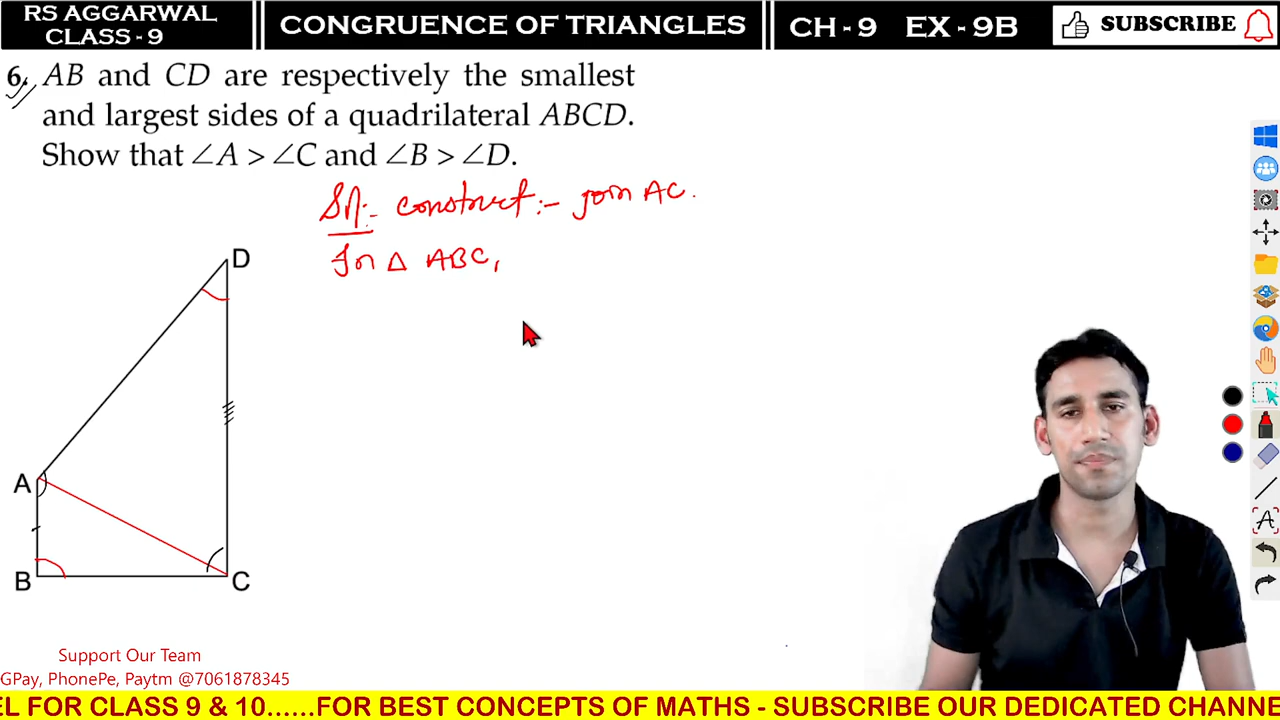 RS AGGARWAL
CLASS - 9
CONGRUENCE OF TRIANGLES
CH - 9 EX - 9B
SUBSCRIBE
6. AB and CD are respectively the smallest
and largest sides of a quadrilateral ABCD.
Show that ∠A > ∠C and ∠B > ∠D.
Sol:- construct:- join AC.
In Δ ABC,
D
A
B
C
A
Support Our Team
GPay, PhonePe, Paytm @7061878345
EL FOR CLASS 9 & 10......FOR BEST CONCEPTS OF MATHS - SUBSCRIBE OUR DEDICATED CHANNE